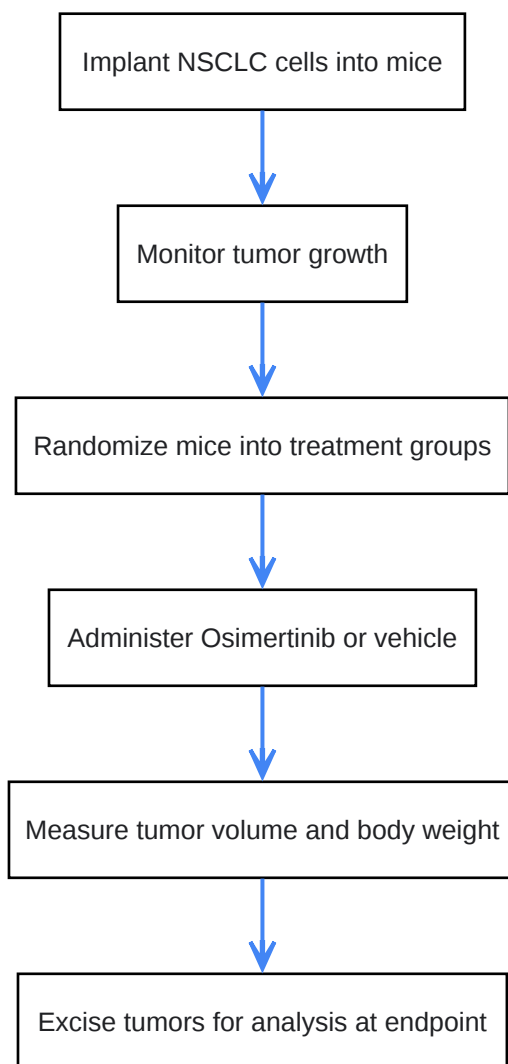 Implant NSCLC cells into mice
Monitor tumor growth
Randomize mice into treatment groups
Administer Osimertinib or vehicle
Measure tumor volume and body weight
Excise tumors for analysis at endpoint